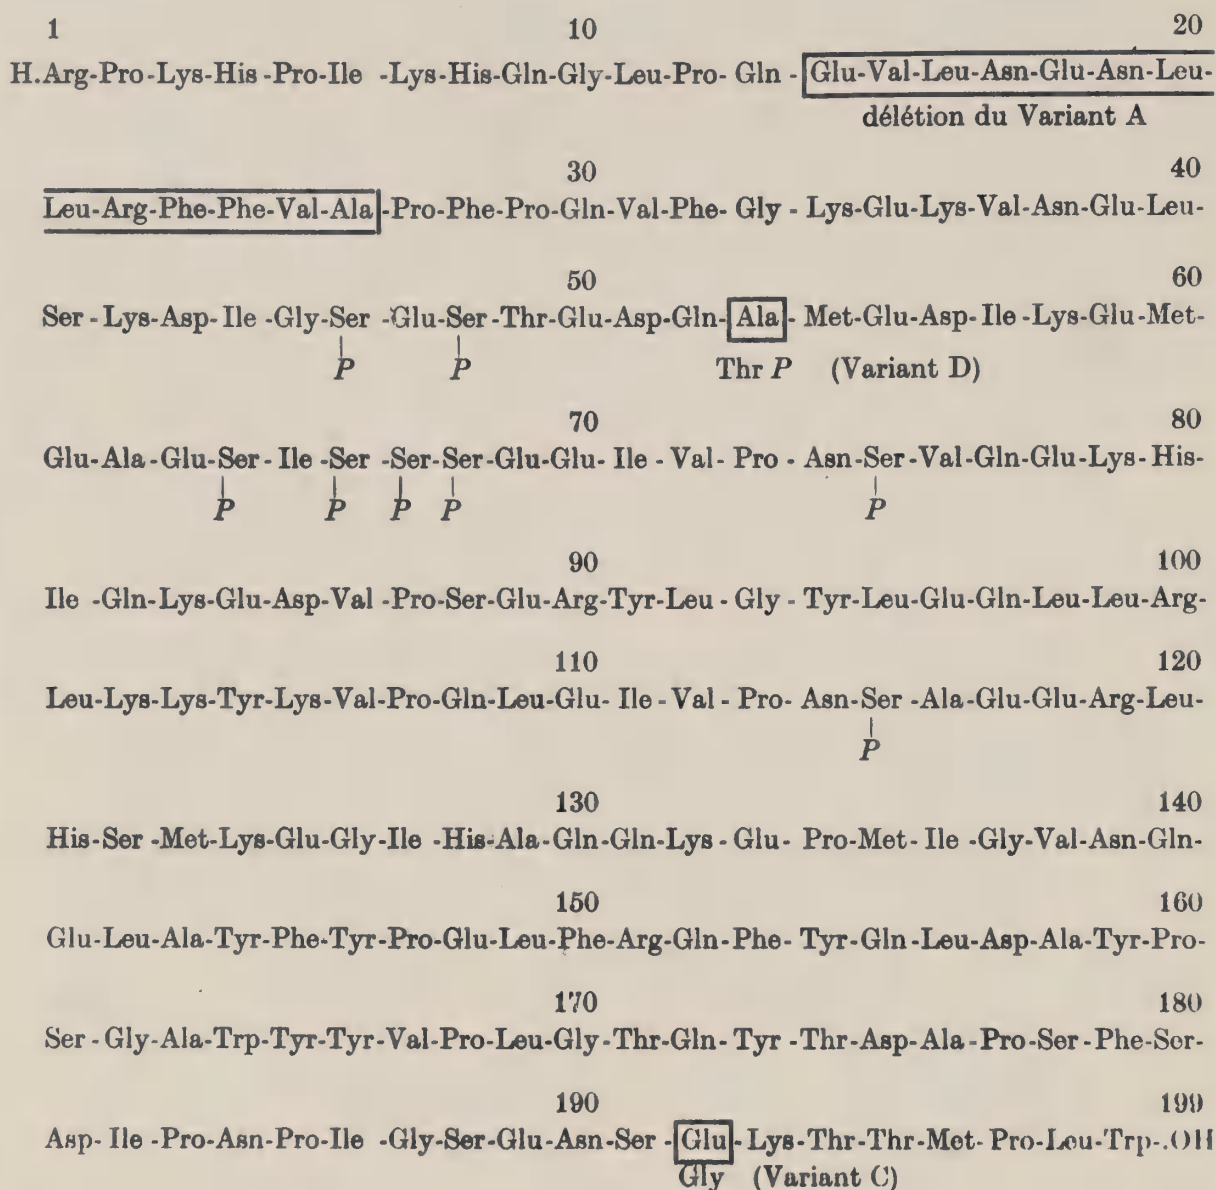 1 10 20
H.Arg-Pro-Lys-His-Pro-Ile-Lys-His-Gln-Gly-Leu-Pro-Gln-Glu-Val-Leu-Asn-Glu-Asn-Leu-
délétion du Variant A
30 40
Leu-Arg-Phe-Phe-Val-Ala-Pro-Phe-Pro-Gln-Val-Phe-Gly-Lys-Glu-Lys-Val-Asn-Glu-Leu-
50 60
Ser-Lys-Asp-Ile-Gly-Ser-Glu-Ser-Thr-Glu-Asp-Gln-Ala-Met-Glu-Asp-Ile-Lys-Glu-Met-
P P Thr P (Variant D)
70 80
Glu-Ala-Glu-Ser-Ile-Ser-Ser-Ser-Glu-Glu-Ile-Val-Pro-Asn-Ser-Val-Gln-Glu-Lys-His-
P P P P P
90 100
Ile-Gln-Lys-Glu-Asp-Val-Pro-Ser-Glu-Arg-Tyr-Leu-Gly-Tyr-Leu-Glu-Gln-Leu-Leu-Arg-
110 120
Leu-Lys-Lys-Tyr-Lys-Val-Pro-Gln-Leu-Glu-Ile-Val-Pro-Asn-Ser-Ala-Glu-Glu-Arg-Leu-
P
130 140
His-Ser-Met-Lys-Glu-Gly-Ile-His-Ala-Gln-Gln-Lys-Glu-Pro-Met-Ile-Gly-Val-Asn-Gln-
150 160
Glu-Leu-Ala-Tyr-Phe-Tyr-Pro-Glu-Leu-Phe-Arg-Gln-Phe-Tyr-Gln-Leu-Asp-Ala-Tyr-Pro-
170 180
Ser-Gly-Ala-Trp-Tyr-Tyr-Val-Pro-Leu-Gly-Thr-Gln-Tyr-Thr-Asp-Ala-Pro-Ser-Phe-Ser-
190 199
Asp-Ile-Pro-Asn-Pro-Ile-Gly-Ser-Glu-Asn-Ser-Glu-Lys-Thr-Thr-Met-Pro-Leu-Trp-.OH
Gly (Variant C)